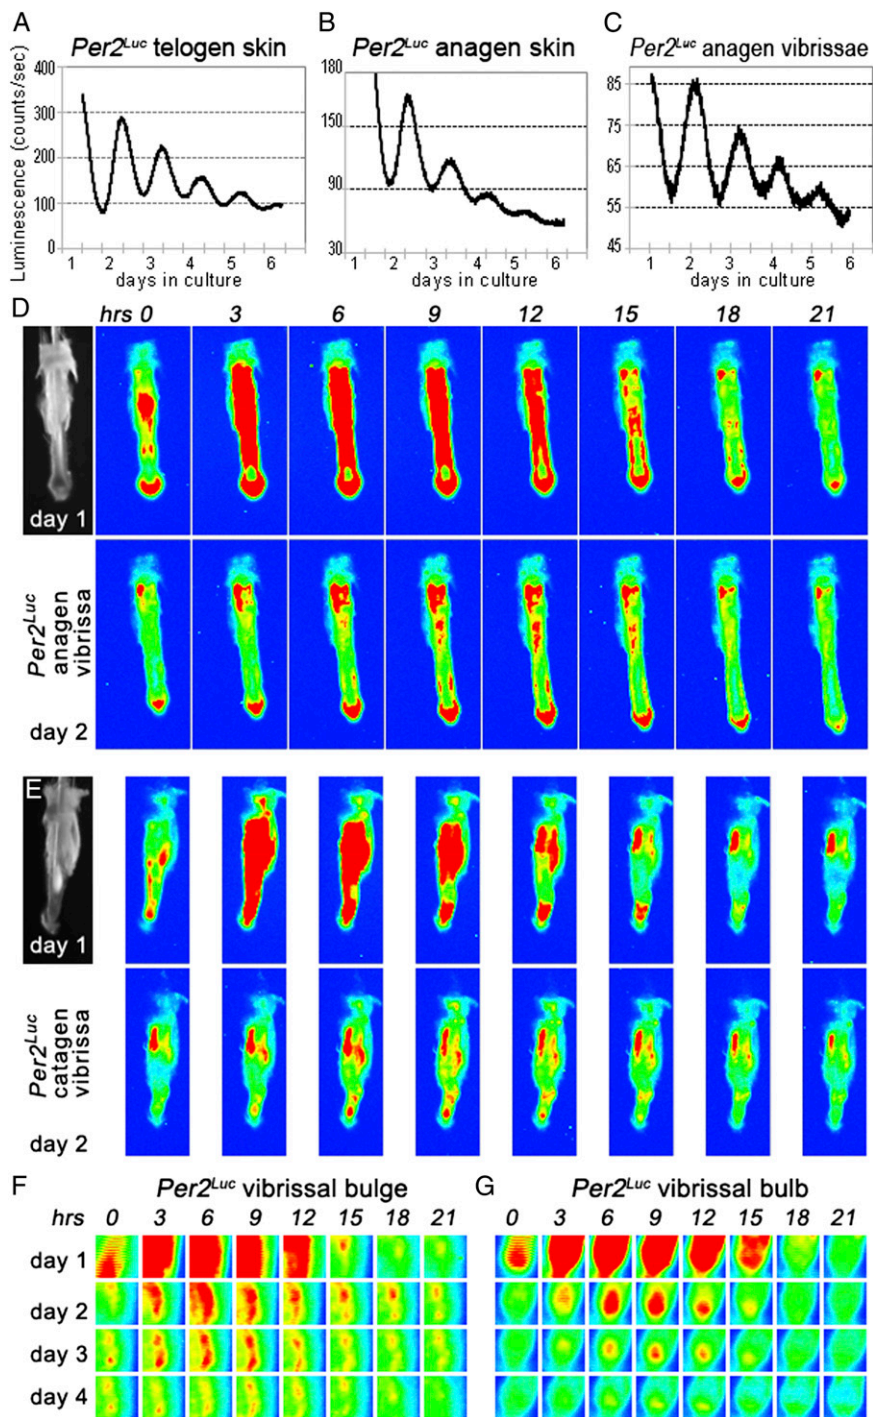 A
Per2Luc telogen skin
Luminescence (counts/sec)
400
300
200
100
0
1 2 3 4 5 6
days in culture
B
Per2Luc anagen skin
180
150
90
30
1 2 3 4 5 6
days in culture
C
Per2Luc anagen vibrissae
85
75
65
55
45
1 2 3 4 5 6
days in culture
D
hrs 0 3 6 9 12 15 18 21
day 1
Per2Luc
anagen
vibrissa
day 2
E
day 1
Per2Luc
catagen
vibrissa
day 2
F
Per2Luc vibrissal bulge
hrs 0 3 6 9 12 15 18 21
day 1
day 2
day 3
day 4
G
Per2Luc vibrissal bulb
0 3 6 9 12 15 18 21